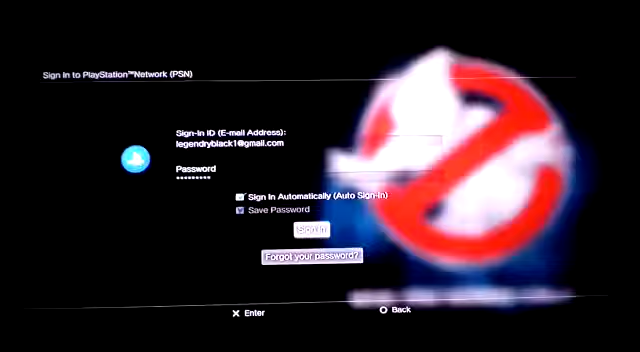 Sign In to PlayStation™Network (PSN)
Sign-In ID (E-mail Address):
legendryblack1@gmail.com
Password
*********
Sign In Automatically (Auto Sign-In)
Save Password
Sign In
Forgot your password?
Enter
Back